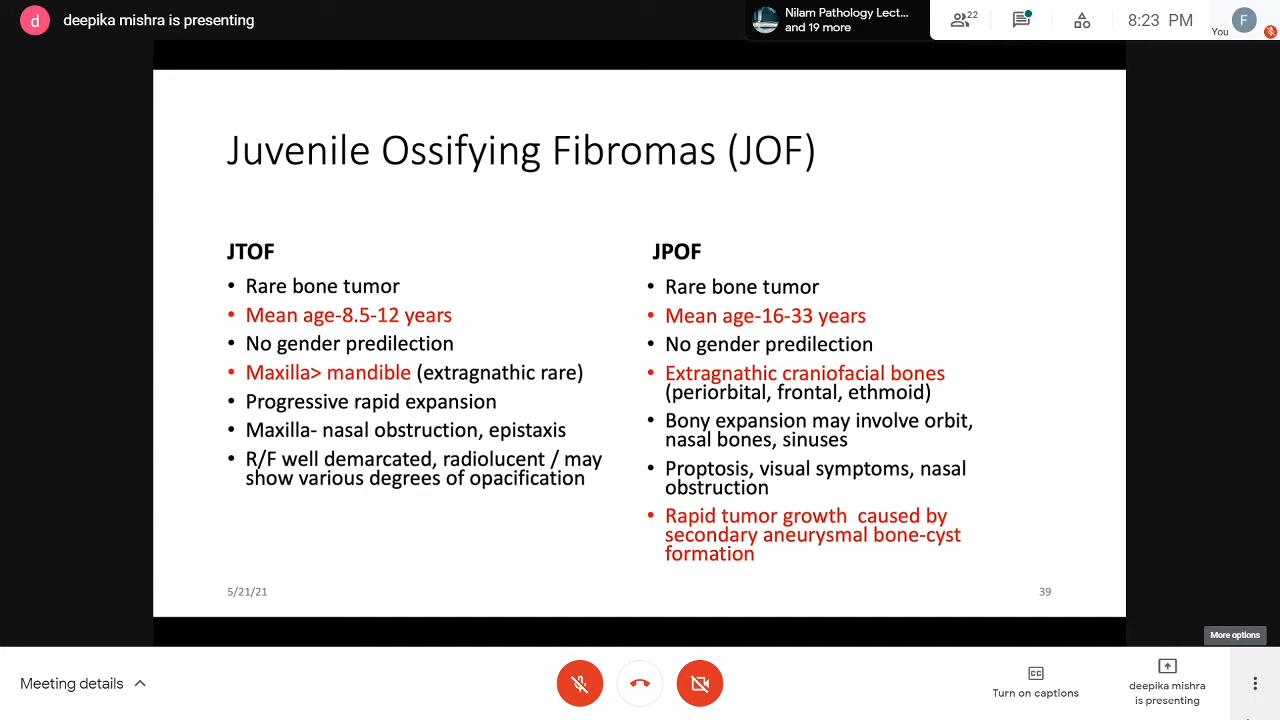 d
deepika mishra is presenting
Nilam Pathology Lect...
and 19 more
22
8:23 PM
You
F
Juvenile Ossifying Fibromas (JOF)
JTOF
• Rare bone tumor
• Mean age-8.5-12 years
• No gender predilection
• Maxilla> mandible (extragnathic rare)
• Progressive rapid expansion
• Maxilla- nasal obstruction, epistaxis
• R/F well demarcated, radiolucent / may
show various degrees of opacification
JPOF
• Rare bone tumor
• Mean age-16-33 years
• No gender predilection
• Extragnathic craniofacial bones
(periorbital, frontal, ethmoid)
• Bony expansion may involve orbit,
nasal bones, sinuses
• Proptosis, visual symptoms, nasal
obstruction
• Rapid tumor growth caused by
secondary aneurysmal bone-cyst
formation
5/21/21
39
More options
Meeting details
CC
Turn on captions
deepika mishra
is presenting